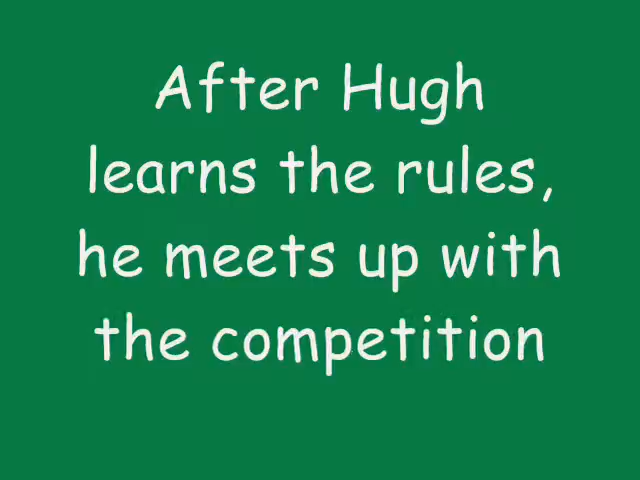 After Hugh
learns the rules,
he meets up with
the competition